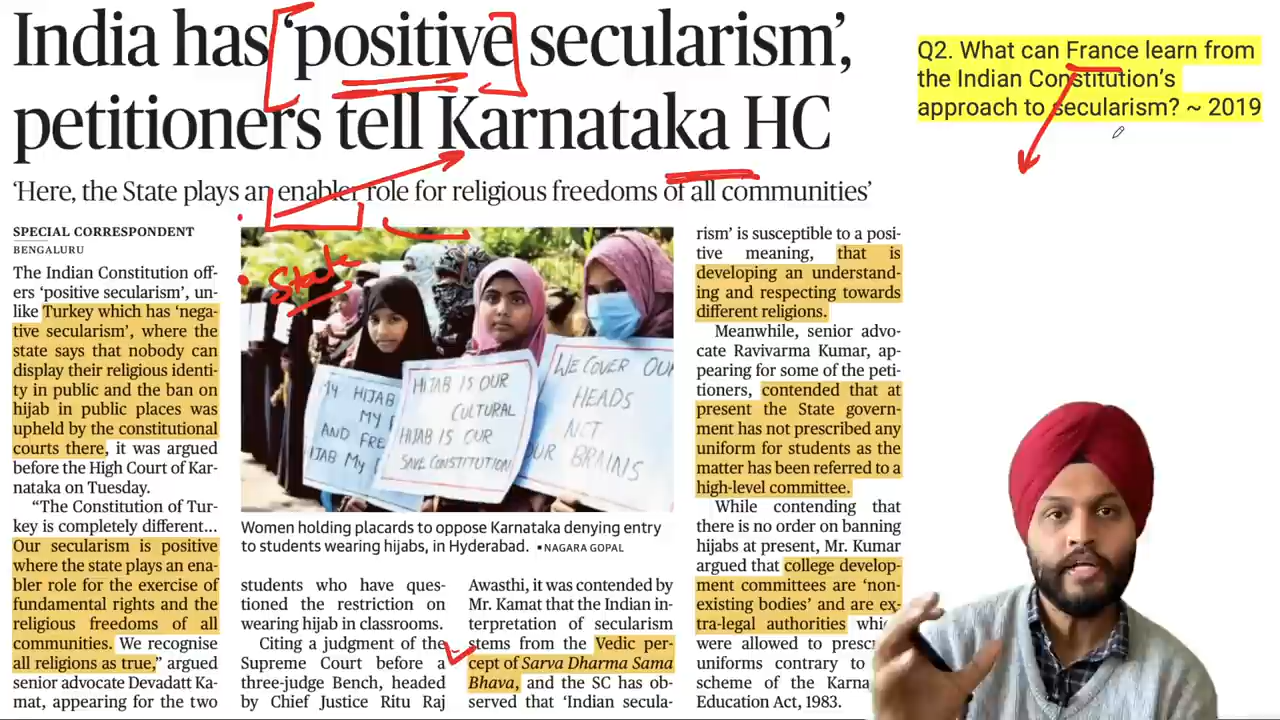 India has 'positive secularism',
petitioners tell Karnataka HC
'Here, the State plays an enabler role for religious freedoms of all communities'
SPECIAL CORRESPONDENT
BENGALURU
The Indian Constitution off-
ers 'positive secularism', un-
like Turkey which has 'nega-
tive secularism', where the
state says that nobody can
display their religious identi-
ty in public and the ban on
hijab in public places was
upheld by the constitutional
courts there, it was argued
before the High Court of Kar-
nataka on Tuesday.
"The Constitution of Tur-
key is completely different...
Our secularism is positive
where the state plays an ena-
bler role for the exercise of
fundamental rights and the
religious freedoms of all
communities. We recognise
all religions as true," argued
senior advocate Devadatt Ka-
mat, appearing for the two
State
HIJAB
MY
AND FRE
IJAB My
HIJAB IS OUR
CULTURAL
HIJAB IS OUR
SAVE CONSTITUTION
WE COVER OU
HEADS
NOT
OUR BRAINS
Women holding placards to oppose Karnataka denying entry
to students wearing hijabs, in Hyderabad. ▪NAGARA GOPAL
students who have ques-
tioned the restriction on
wearing hijab in classrooms.
Citing a judgment of the
Supreme Court before a
three-judge Bench, headed
by Chief Justice Ritu Raj
Awasthi, it was contended by
Mr. Kamat that the Indian in-
terpretation of secularism
stems from the Vedic per-
cept of Sarva Dharma Sama
Bhava, and the SC has ob-
served that 'Indian secula-
rism' is susceptible to a posi-
tive meaning, that is
developing an understand-
ing and respecting towards
different religions.
Meanwhile, senior advo-
cate Ravivarma Kumar, ap-
pearing for some of the peti-
tioners, contended that at
present the State govern-
ment has not prescribed any
uniform for students as the
matter has been referred to a
high-level committee.
While contending that
there is no order on banning
hijabs at present, Mr. Kumar
argued that college develop-
ment committees are 'non-
existing bodies' and are ex-
tra-legal authorities
were allowed to
uniforms contrary to
scheme of the
Education Act, 1983.
Q2. What can France learn from
the Indian Constitution's
approach to secularism? ~ 2019